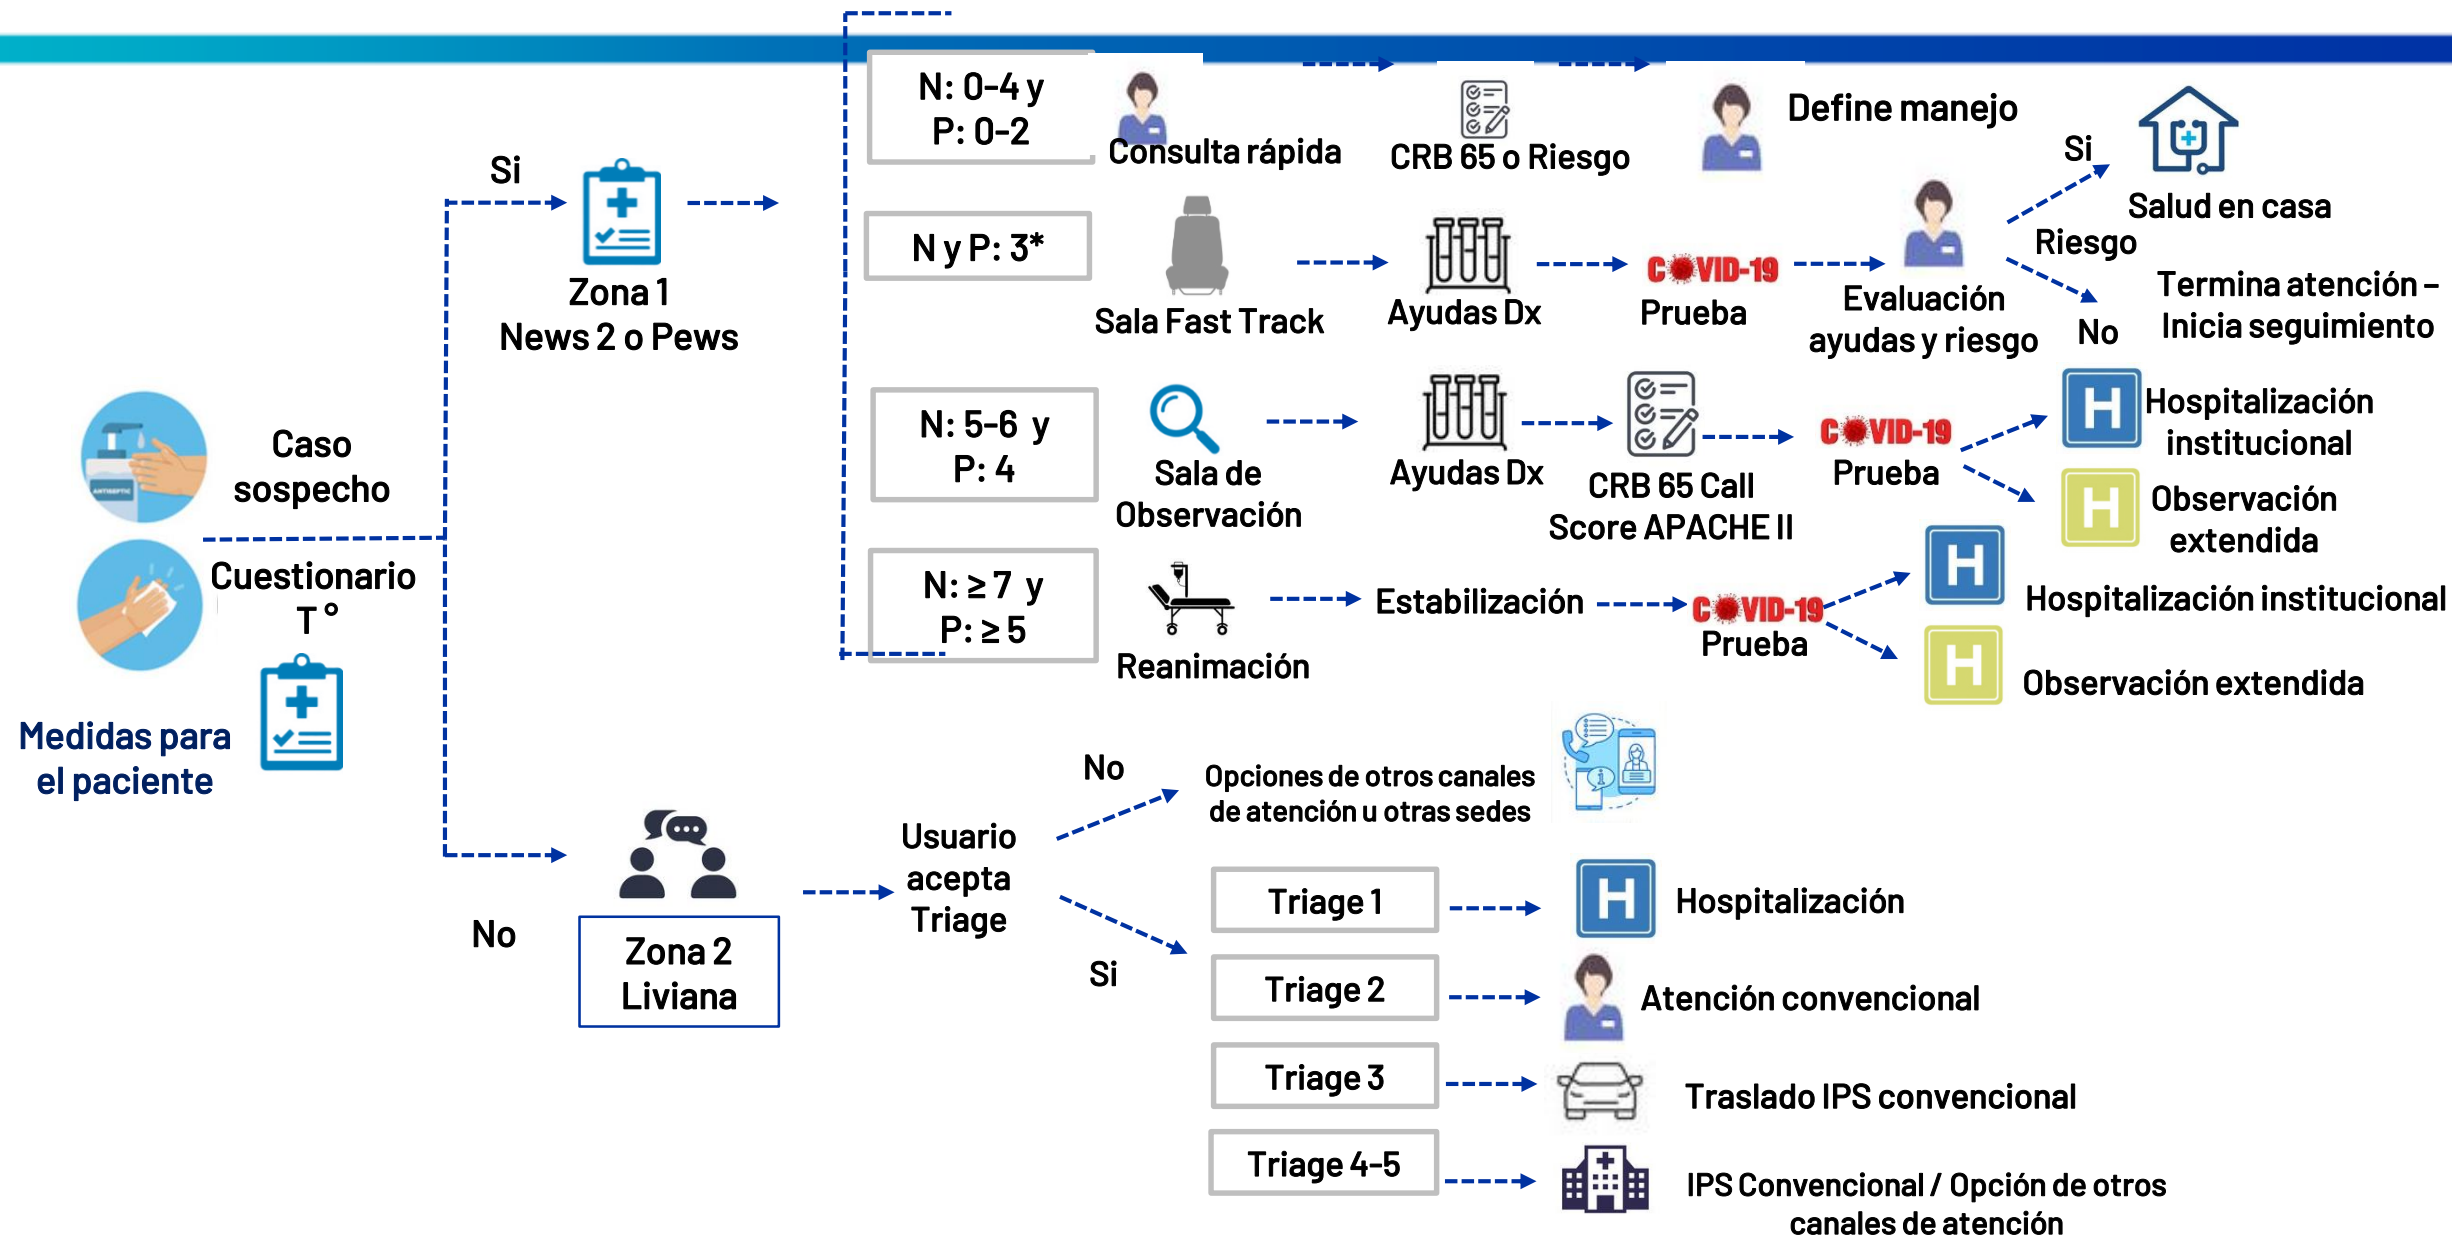 Medidas para
el paciente
ANTISEPTIC
Caso
sospecho
Cuestionario
T°
Si
Zona 1
News 2 o Pews
N: 0-4 y
P: 0-2
Consulta rápida
CRB 65 o Riesgo
Define manejo
N y P: 3*
Sala Fast Track
Ayudas Dx
COVID-19
Prueba
Evaluación
ayudas y riesgo
Riesgo
Si
Salud en casa
No
Termina atención –
Inicia seguimiento
N: 5-6 y
P: 4
Sala de
Observación
Ayudas Dx
CRB 65 Call
Score APACHE II
COVID-19
Prueba
H
Hospitalización
institucional
H
Observación
extendida
N: ≥ 7 y
P: ≥ 5
Reanimación
Estabilización
COVID-19
Prueba
H
Hospitalización institucional
H
Observación extendida
No
Zona 2
Liviana
Usuario
acepta
Triage
No
Opciones de otros canales
de atención u otras sedes
Si
Triage 1
H
Hospitalización
Triage 2
Atención convencional
Triage 3
Traslado IPS convencional
Triage 4-5
IPS Convencional / Opción de otros
canales de atención